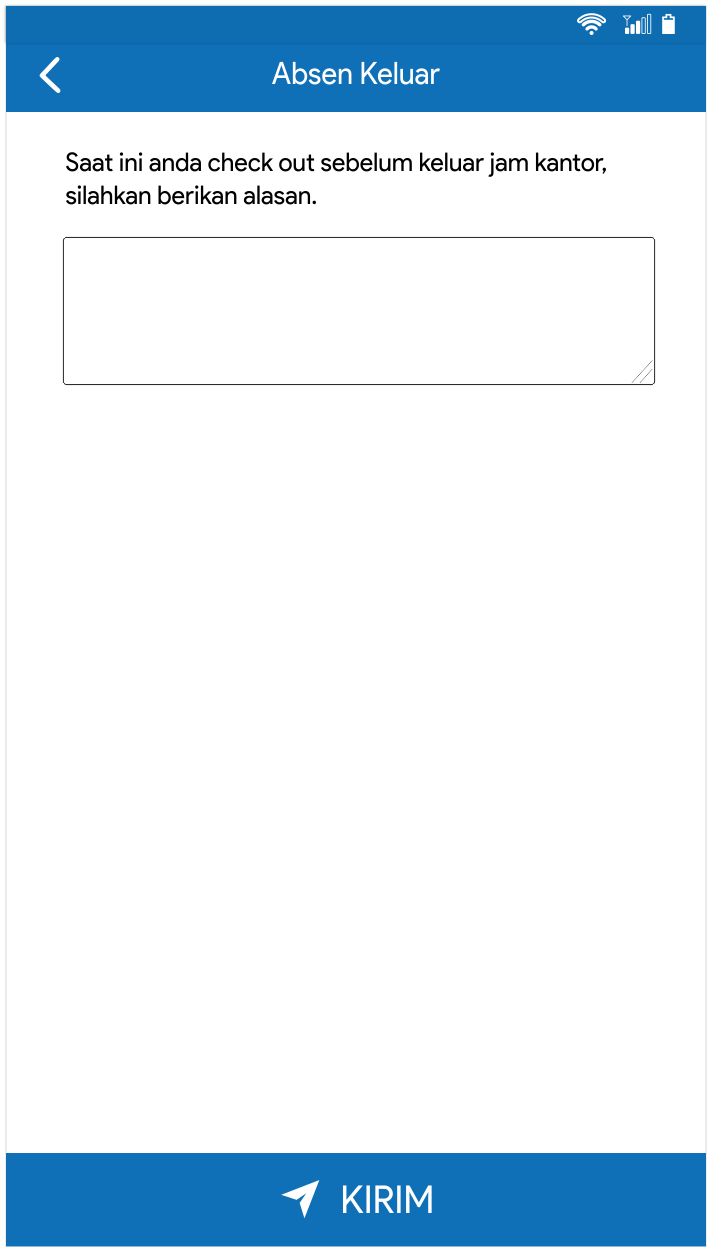 Absen Keluar
Saat ini anda check out sebelum keluar jam kantor,
silahkan berikan alasan.
KIRIM